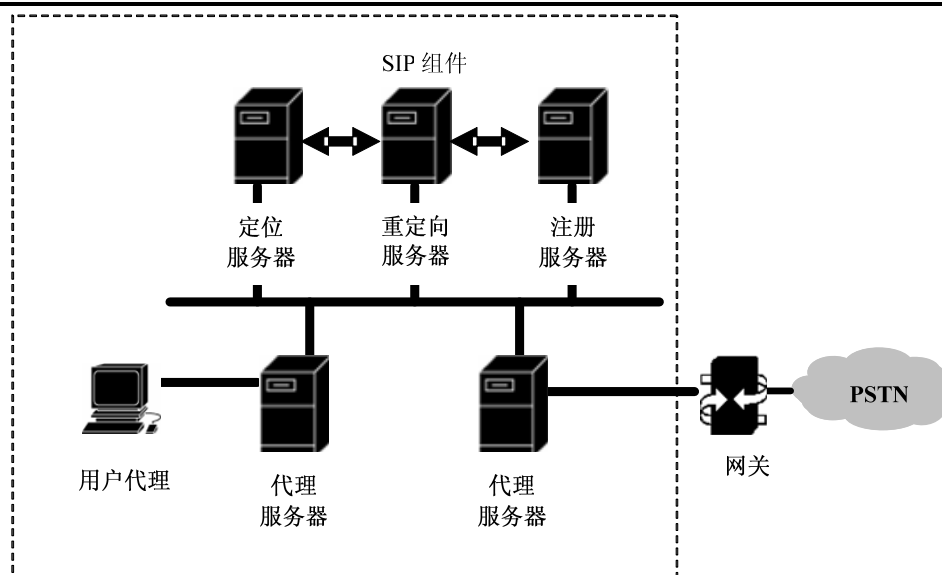 SIP 组件
定位
服务器
重定向
服务器
注册
服务器
用户代理
代理
服务器
代理
服务器
网关
PSTN